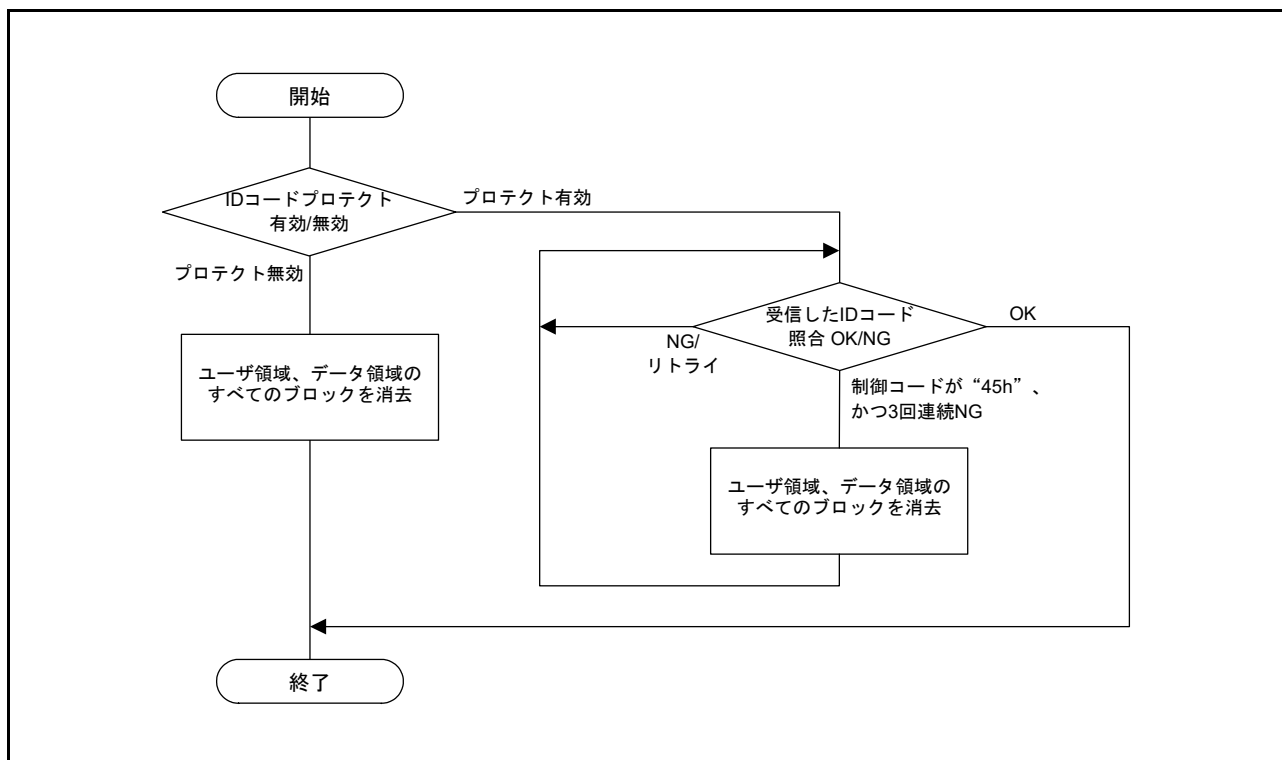 開始
IDコードプロテクト
有効/無効
プロテクト有効
プロテクト無効
ユーザ領域、データ領域の
すべてのブロックを消去
受信したIDコード
照合 OK/NG
OK
NG/
リトライ
制御コードが“45h”、
かつ3回連続NG
ユーザ領域、データ領域の
すべてのブロックを消去
終了